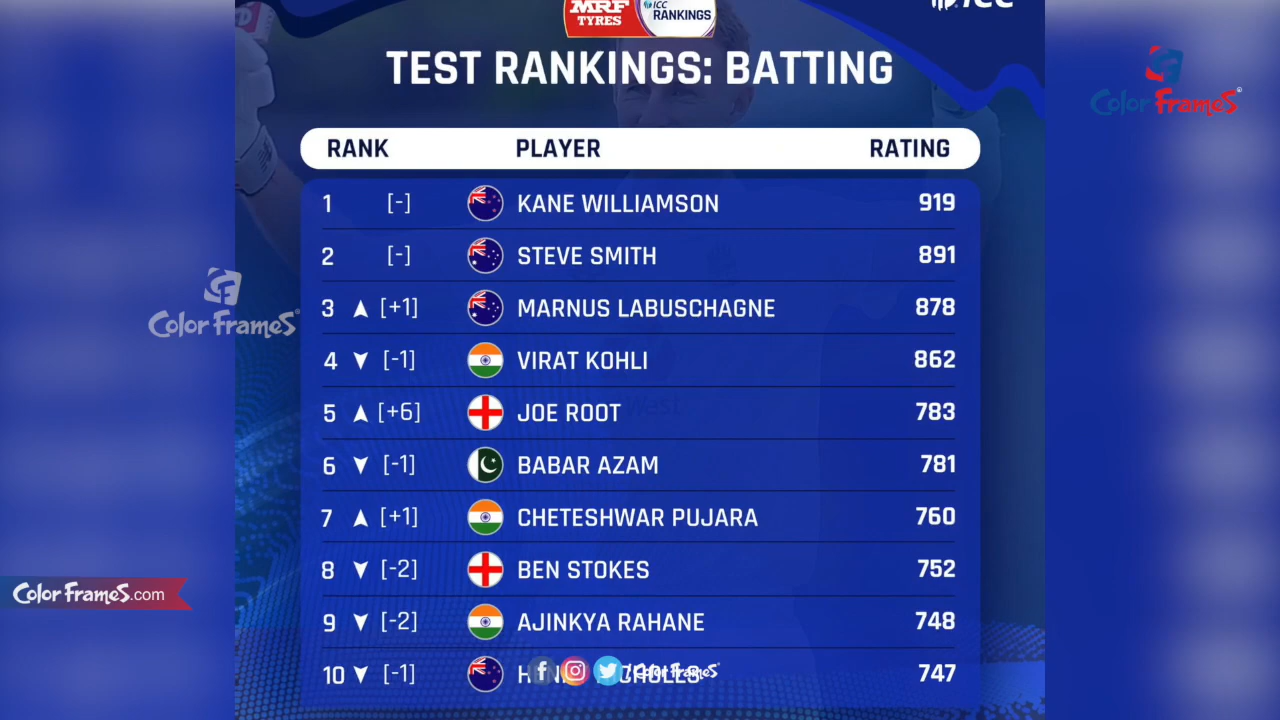 MRF TYRES
ICC RANKINGS
ICC
TEST RANKINGS: BATTING
Color Frames
RANK PLAYER RATING
1 [-] KANE WILLIAMSON 919
2 [-] STEVE SMITH 891
3 ▲ [+1] MARNUS LABUSCHAGNE 878
Color Frames
4 ▼ [-1] VIRAT KOHLI 862
5 ▲ [+6] JOE ROOT 783
6 ▼ [-1] BABAR AZAM 781
7 ▲ [+1] CHETESHWAR PUJARA 760
8 ▼ [-2] BEN STOKES 752
Color Frames.com
9 ▼ [-2] AJINKYA RAHANE 748
10 ▼ [-1] 747
/Color Frames